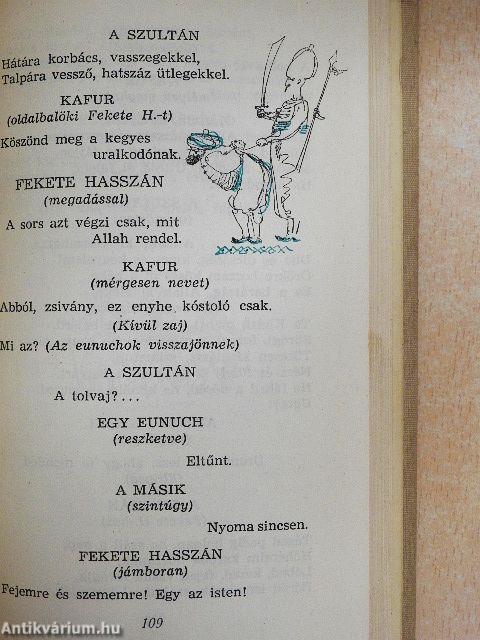 A SZULTÁN
Hátára korbács, vasszegekkel,
Talpára vessző, hatszáz ütlegekkel.
KAFUR
(oldalbalöki Fekete H.-t)
Köszönd meg a kegyes
uralkodónak.
FEKETE HASSZÁN
(megadással)
A sors azt végzi csak, mit
Allah rendel.
KAFUR
(mérgesen nevet)
Abból, zsivány, ez enyhe kóstoló csak.
(Kívül zaj)
Mi az? (Az eunuchok visszajönnek)
A SZULTÁN
A tolvaj?...
EGY EUNUCH
(reszketve)
Eltűnt.
A MÁSIK
(szintúgy)
Nyoma sincsen.
FEKETE HASSZÁN
(jámboran)
Fejemre és szememre! Egy az isten!
109
Antikvárium.hu